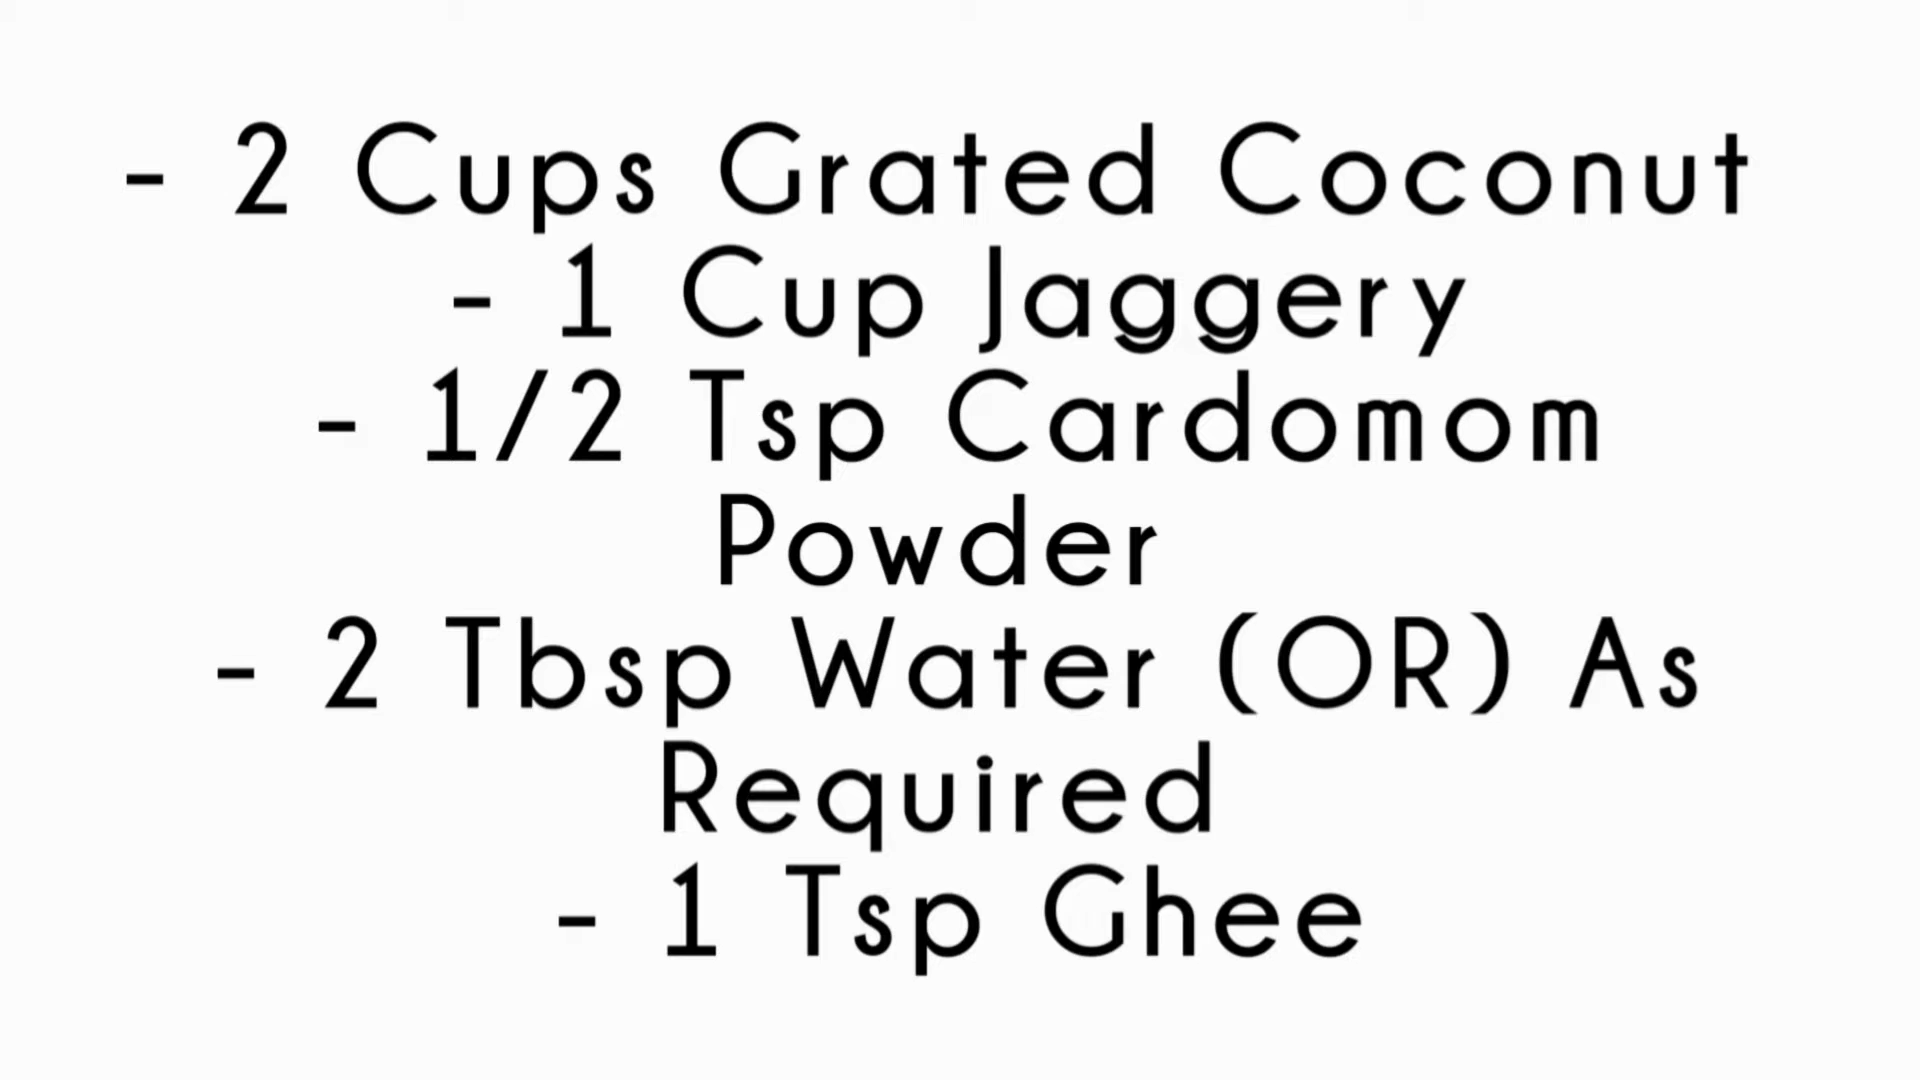 - 2 Cups Grated Coconut
- 1 Cup Jaggery
- 1/2 Tsp Cardomom
Powder
- 2 Tbsp Water (OR) As
Required
- 1 Tsp Ghee